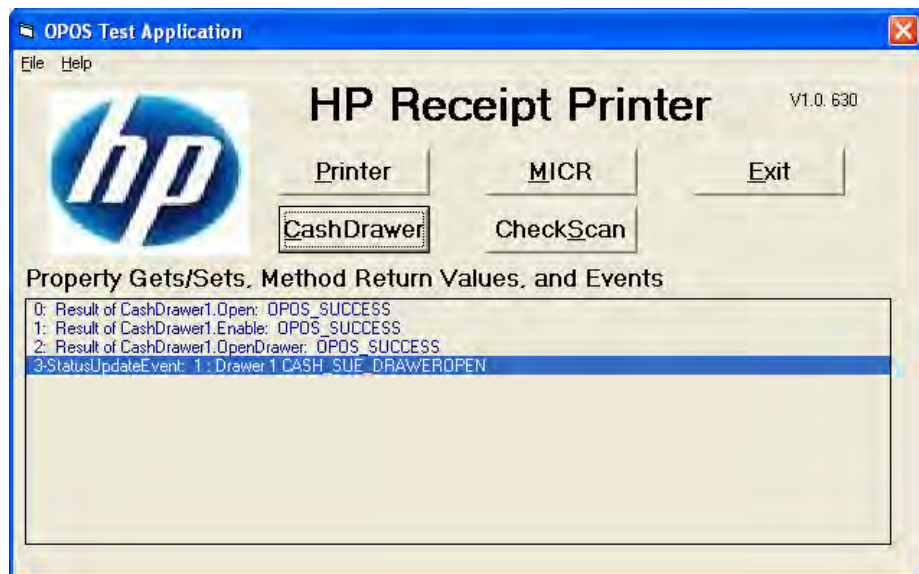 OPOS Test Application
File Help
hp
HP Receipt Printer
V1.0. 630
Printer MICR Exit
CashDrawer CheckScan
Property Gets/Sets, Method Return Values, and Events
0: Result of CashDrawer1.Open: OPOS_SUCCESS
1: Result of CashDrawer1.Enable: OPOS_SUCCESS
2: Result of CashDrawer1.OpenDrawer: OPOS_SUCCESS
3-StatusUpdateEvent: 1 : Drawer 1 CASH_SUE_DRAWEROPEN